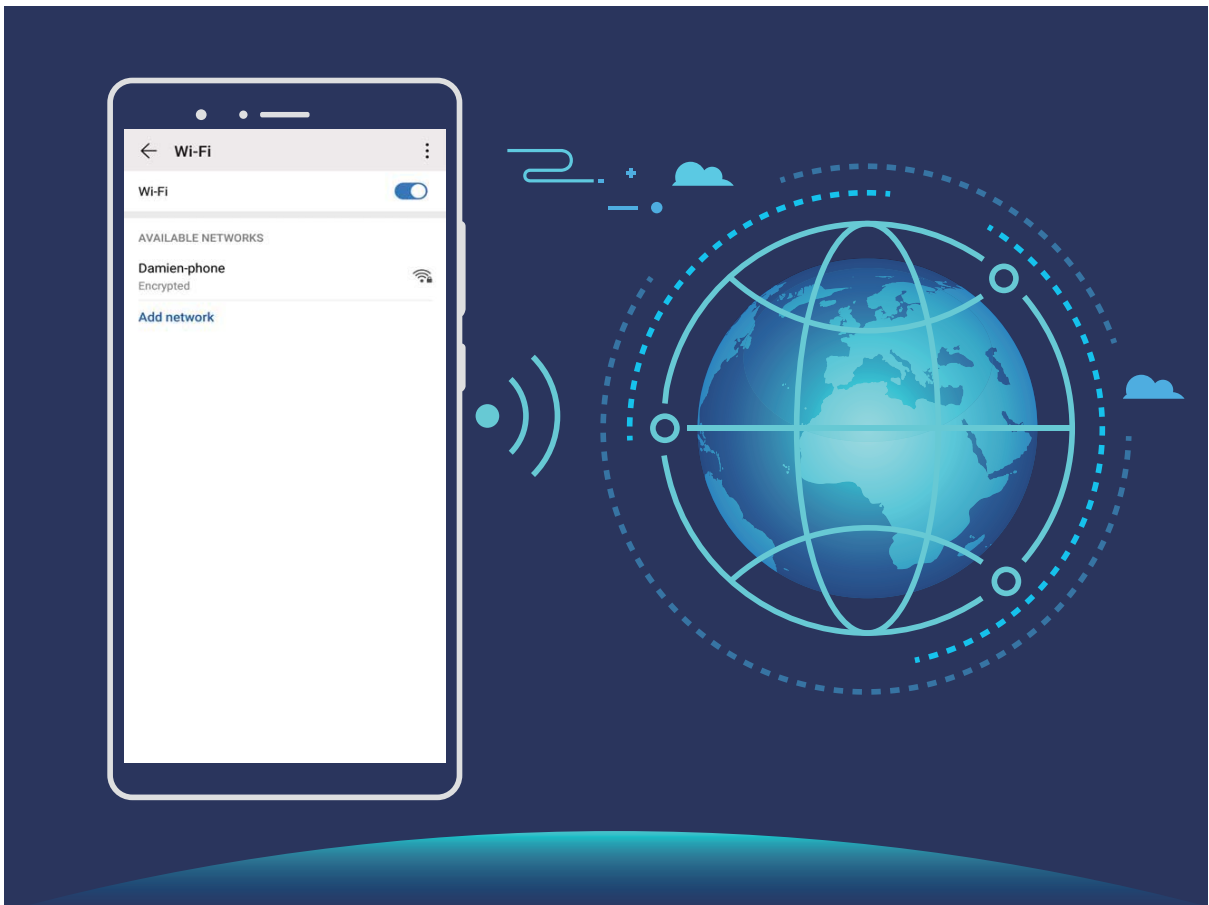 Wi-Fi
Wi-Fi
AVAILABLE NETWORKS
Damien-phone
Encrypted
Add network